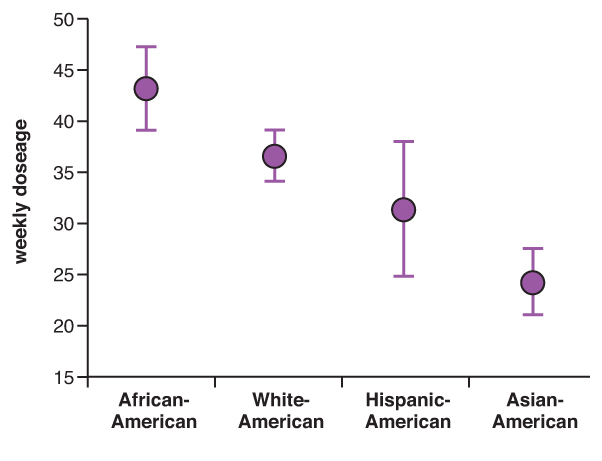 50
45
40
35
30
25
20
15
weekly doseage
African-
American
White-
American
Hispanic-
American
Asian-
American